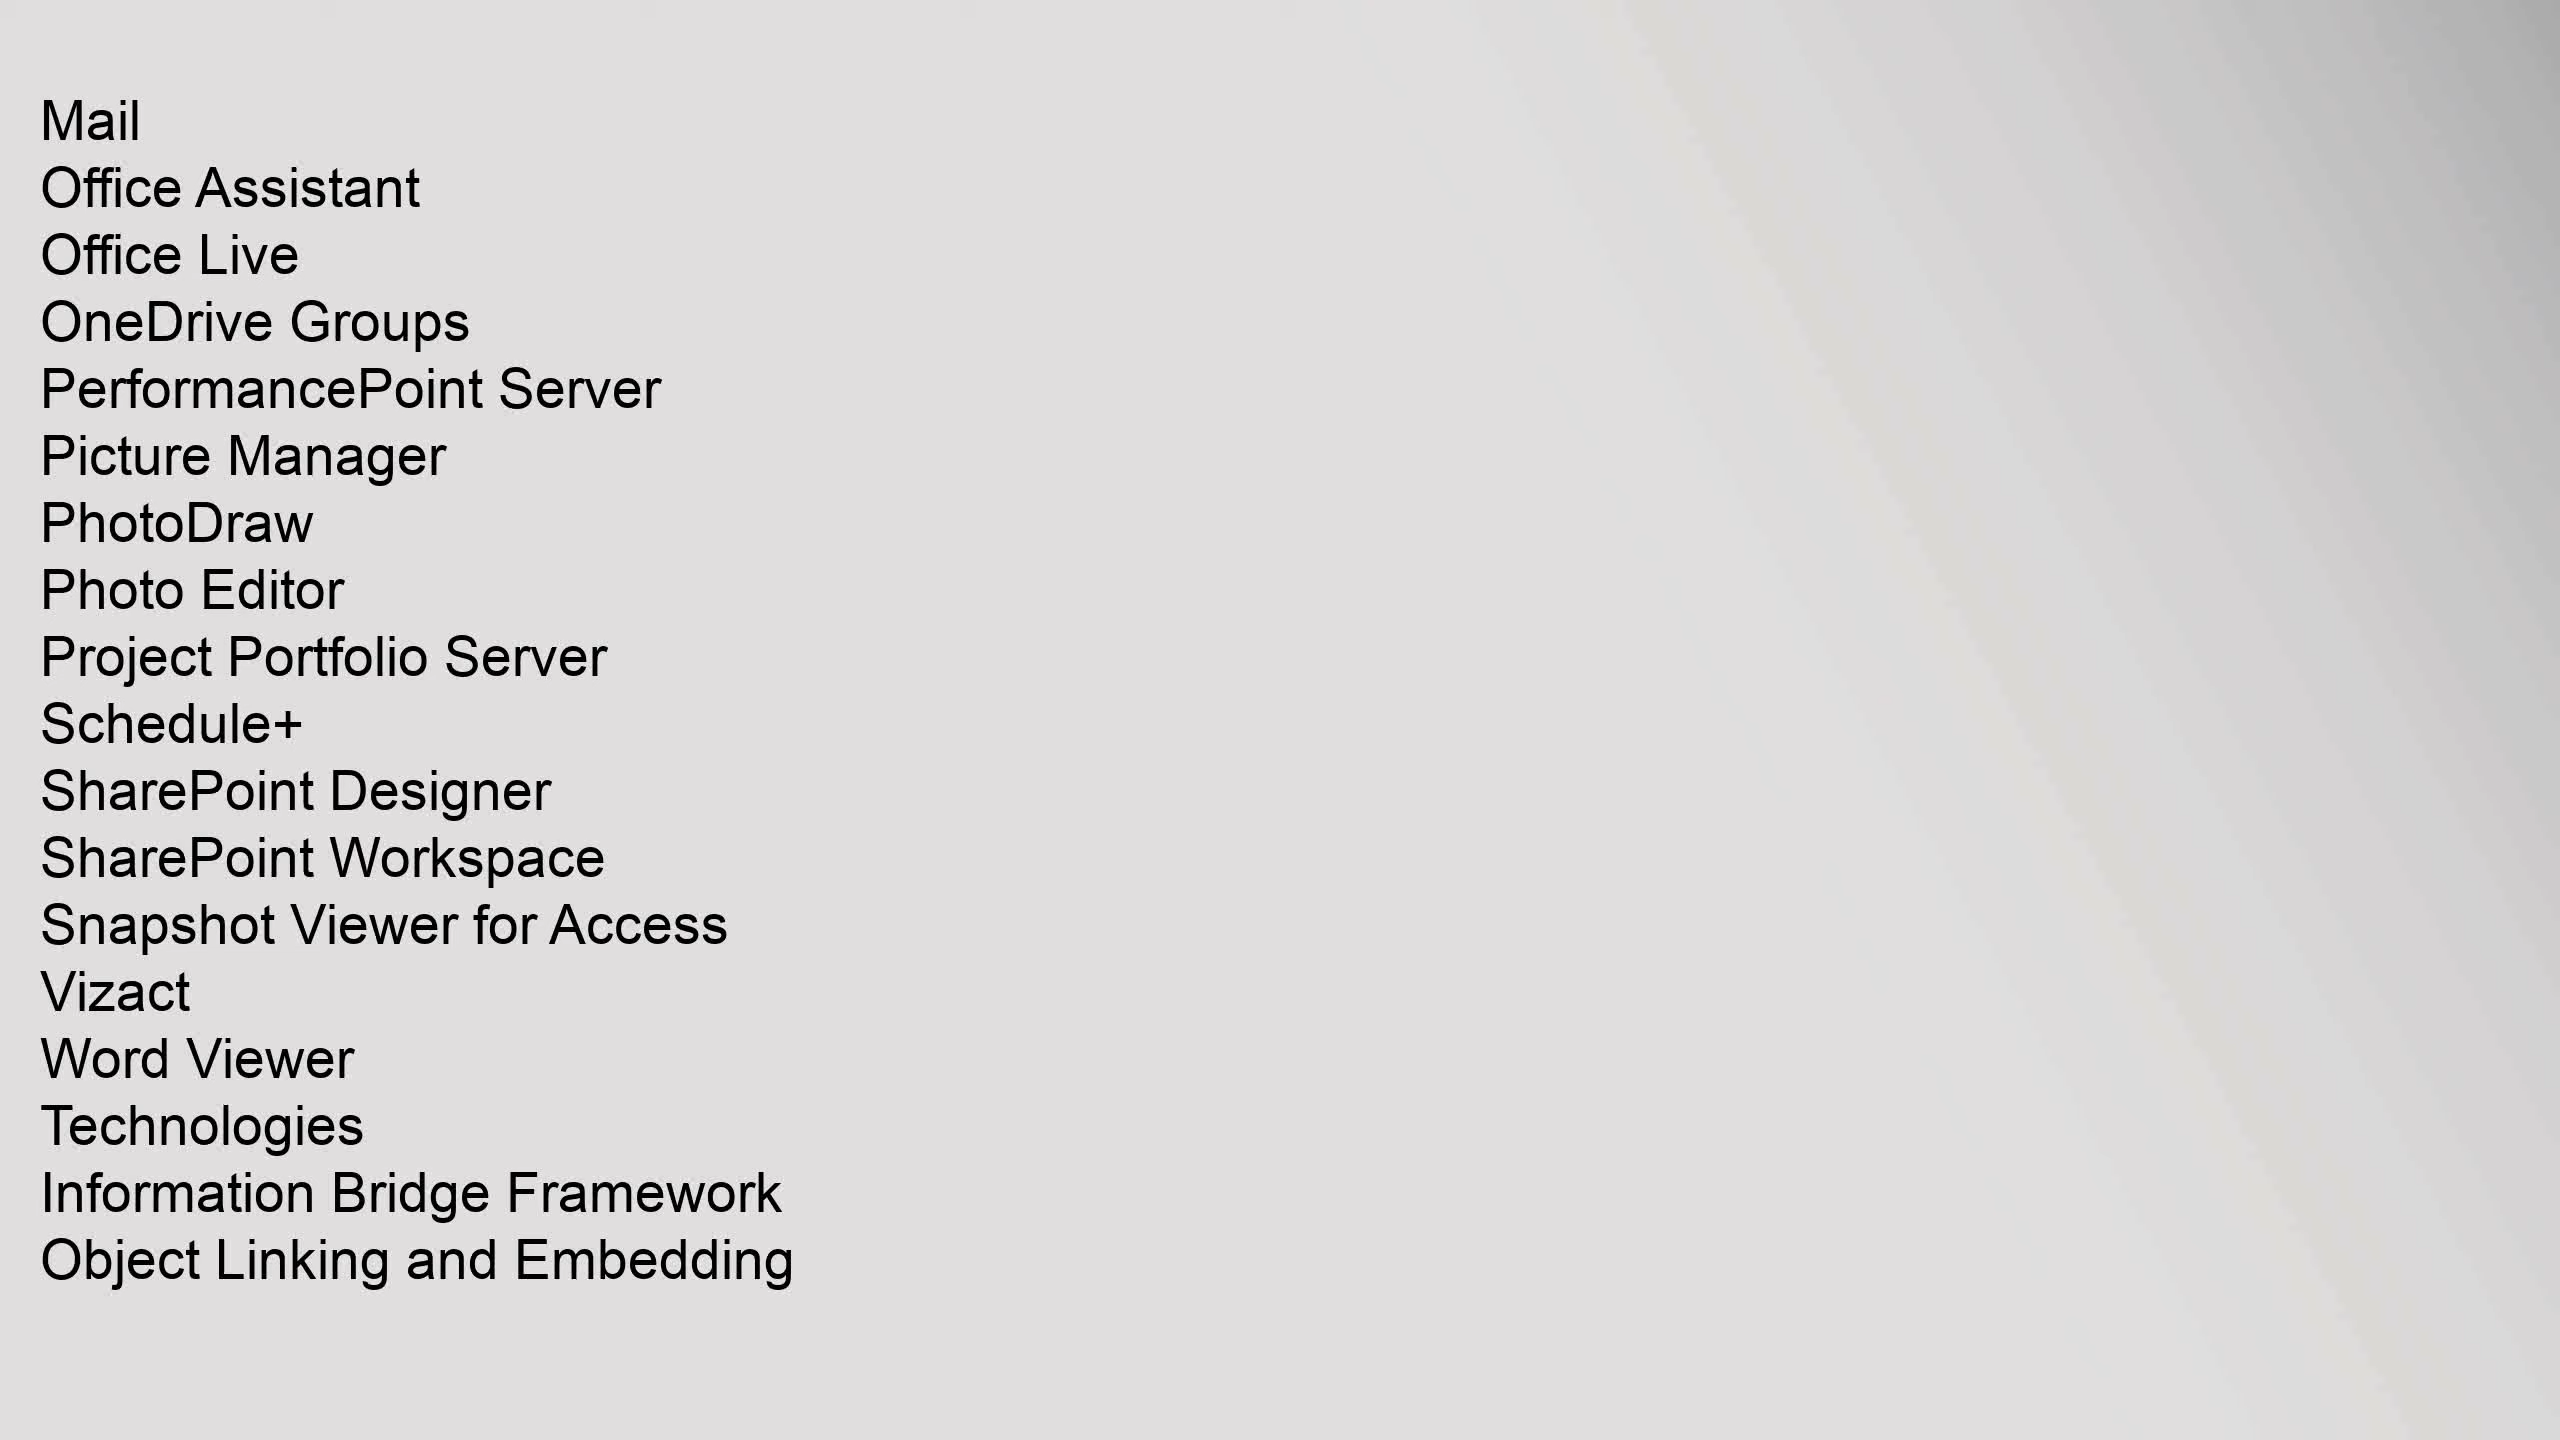 Mail
Office Assistant
Office Live
OneDrive Groups
PerformancePoint Server
Picture Manager
PhotoDraw
Photo Editor
Project Portfolio Server
Schedule+
SharePoint Designer
SharePoint Workspace
Snapshot Viewer for Access
Vizact
Word Viewer
Technologies
Information Bridge Framework
Object Linking and Embedding